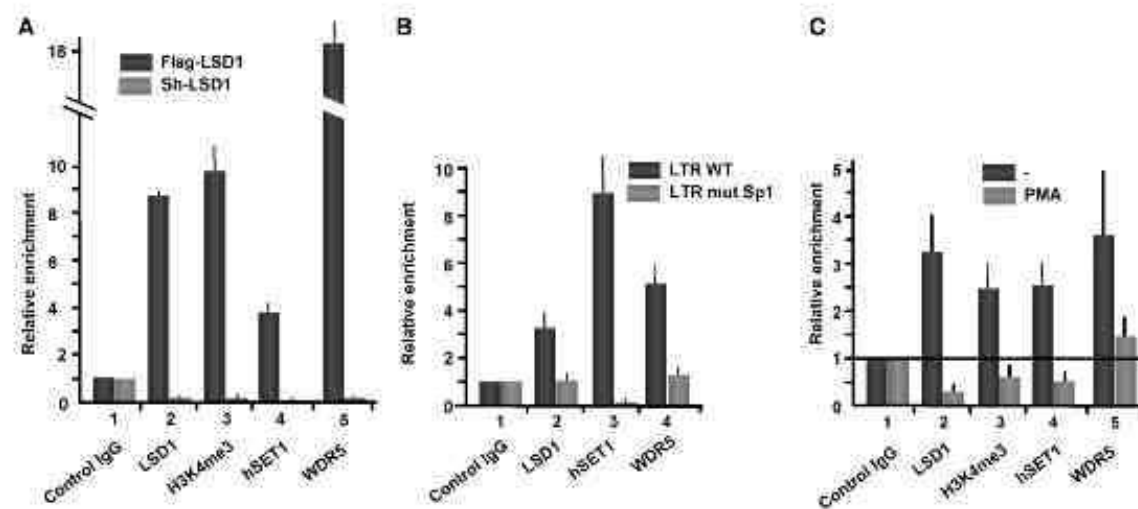 A
Relative enrichment
15
10
8
6
4
2
0
Flag-LSD1
Sh-LSD1
1 2 3 4 5
Control IgG LSD1 H3K4me3 hSET1 WDR5
B
Relative enrichment
10
8
6
4
2
0
LTR WT
LTR mut Sp1
1 2 3 4
Control IgG LSD1 hSET1 WDR5
C
Relative enrichment
5
4
3
2
1
0
-
PMA
1 2 3 4 5
Control IgG LSD1 H3K4me3 hSET1 WDR5